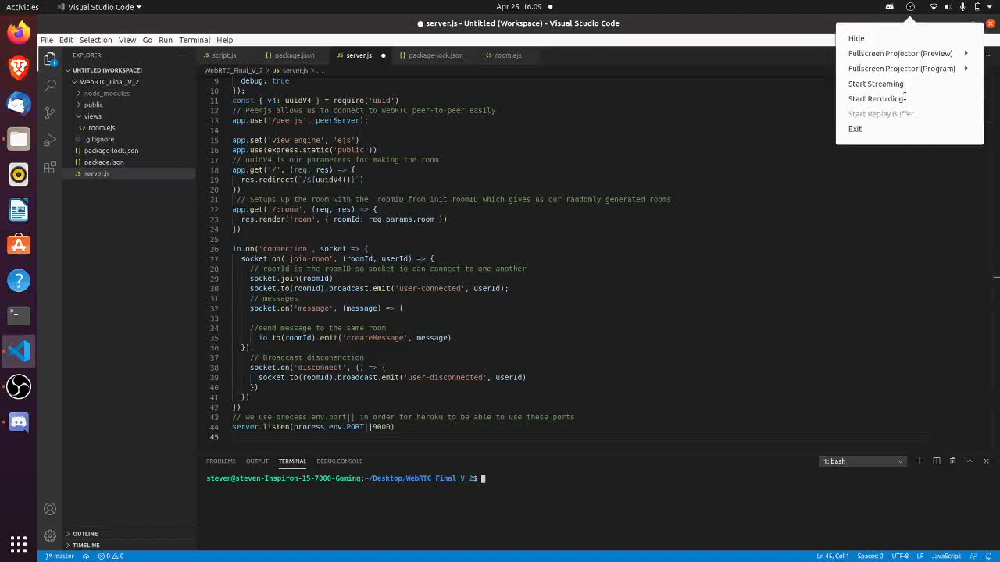 Activities
Visual Studio Code
Apr 25 16:09
server.js - Untitled (Workspace) - Visual Studio Code
File Edit Selection View Go Run Terminal Help
Hide
Fullscreen Projector (Preview)
Fullscreen Projector (Program)
Start Streaming
Start Recording
Start Replay Buffer
Exit
EXPLORER
UNTITLED (WORKSPACE)
WebRTC_Final_V_2
node_modules
public
views
room.ejs
.gitignore
package-lock.json
package.json
server.js
OUTLINE
TIMELINE
script.js
package.json
server.js
package-lock.json
room.ejs
WebRTC_Final_V_2 > server.js > ...
9 debug: true
10 });
11 const { v4: uuidV4 } = require('uuid')
12 // Peerjs allows us to connect to WebRTC peer-to-peer easily
13 app.use('/peerjs', peerServer);
14
15 app.set('view engine', 'ejs')
16 app.use(express.static('public'))
17 // uuidV4 is our parameters for making the room
18 app.get('/', (req, res) => {
19 res.redirect(`/${uuidV4()}`)
20 })
21 // Setups up the room with the roomiD from init roomID which gives us our randomly generated rooms
22 app.get('/:room', (req, res) => {
23 res.render('room', { roomId: req.params.room })
24 })
25
26 io.on('connection', socket => {
27 socket.on('join-room', (roomId, userId) => {
28 // roomId is the roomID so socket io can connect to one another
29 socket.join(roomId)
30 socket.to(roomId).broadcast.emit('user-connected', userId);
31 // messages
32 socket.on('message', (message) => {
33
34 //send message to the same room
35 io.to(roomId).emit('createMessage', message)
36 });
37 // Broadcast disconenction
38 socket.on('disconnect', () => {
39 socket.to(roomId).broadcast.emit('user-disconnected', userId)
40 })
41 })
42 })
43 // we use process.env.port|| in order for heroku to be able to use these ports
44 server.listen(process.env.PORT||9000)
45
PROBLEMS OUTPUT TERMINAL DEBUG CONSOLE
1: bash
steven@steven-Inspiron-15-7000-Gaming:~/Desktop/WebRTC_Final_V_2$
master
0 0
Ln 45, Col 1
Spaces: 2
UTF-8
LF
JavaScript